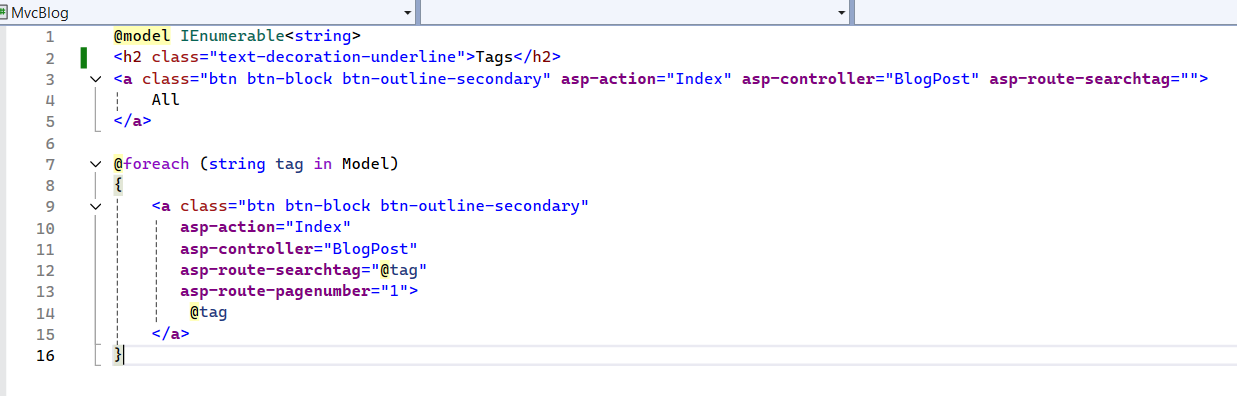 MvcBlog
1 @model IEnumerable<string>
2 <h2 class="text-decoration-underline">Tags</h2>
3 <a class="btn btn-block btn-outline-secondary" asp-action="Index" asp-controller="BlogPost" asp-route-searchtag="">
4     All
5 </a>
6
7 @foreach (string tag in Model)
8 {
9     <a class="btn btn-block btn-outline-secondary"
10        asp-action="Index"
11        asp-controller="BlogPost"
12        asp-route-searchtag="@tag"
13        asp-route-pagenumber="1">
14         @tag
15     </a>
16 }